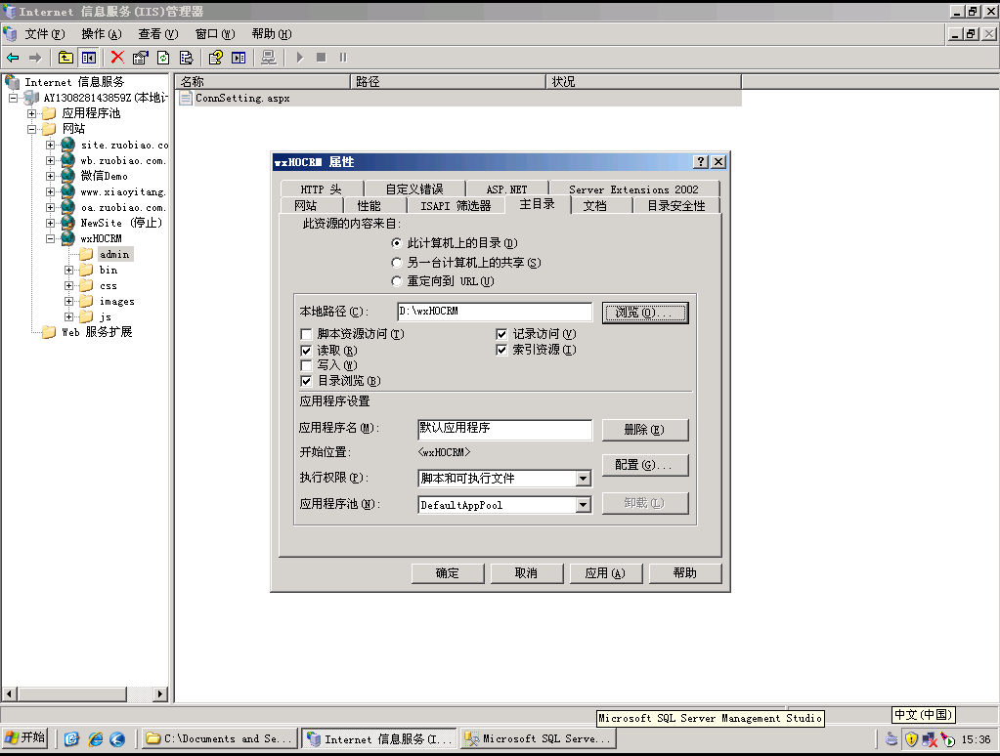 Internet 信息服务(IIS)管理器
文件(F) 操作(A) 查看(V) 窗口(W) 帮助(H)
名称 路径 状况
Internet 信息服务
AY130828143859Z(本地计
应用程序池
网站
site.zuobiao.co
wb.zuobiao.com.
微信Demo
www.xiaoyitang.
oa.zuobiao.com.
NewSite (停止)
wxHOCRM
admin
bin
css
images
js
Web 服务扩展
ConnSetting.aspx
wxHOCRM 属性
HTTP 头 自定义错误 ASP.NET Server Extensions 2002
网站 性能 ISAPI 筛选器 主目录 文档 目录安全性
此资源的内容来自:
此计算机上的目录(D)
另一台计算机上的共享(S)
重定向到 URL(U)
本地路径(C): D:\wxHOCRM 浏览(O)...
脚本资源访问(T) 记录访问(V)
读取(R) 索引资源(I)
写入(W)
目录浏览(B)
应用程序设置
应用程序名(M): 默认应用程序 删除(E)
开始位置: <wxHOCRM>
配置(G)...
执行权限(P): 脚本和可执行文件
应用程序池(N): DefaultAppPool 卸载(L)
确定 取消 应用(A) 帮助
Microsoft SQL Server Management Studio
中文(中国)
开始 C:\Documents and Se... Internet 信息服务(I... Microsoft SQL Serve... 15:36